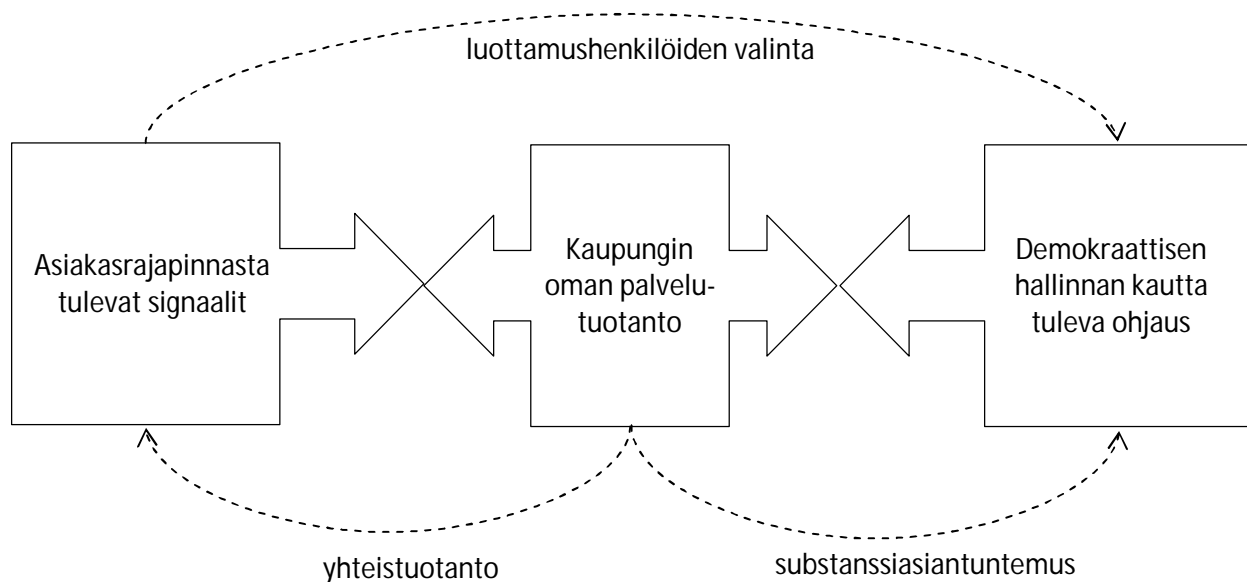 luottamushenkilöiden valinta
Asiakasrajapinnasta
tulevat signaalit
Kaupungin
oman palvelu-
tuotanto
Demokraattisen
hallinnan kautta
tuleva ohjaus
yhteistuotanto
substanssiasiantuntemus